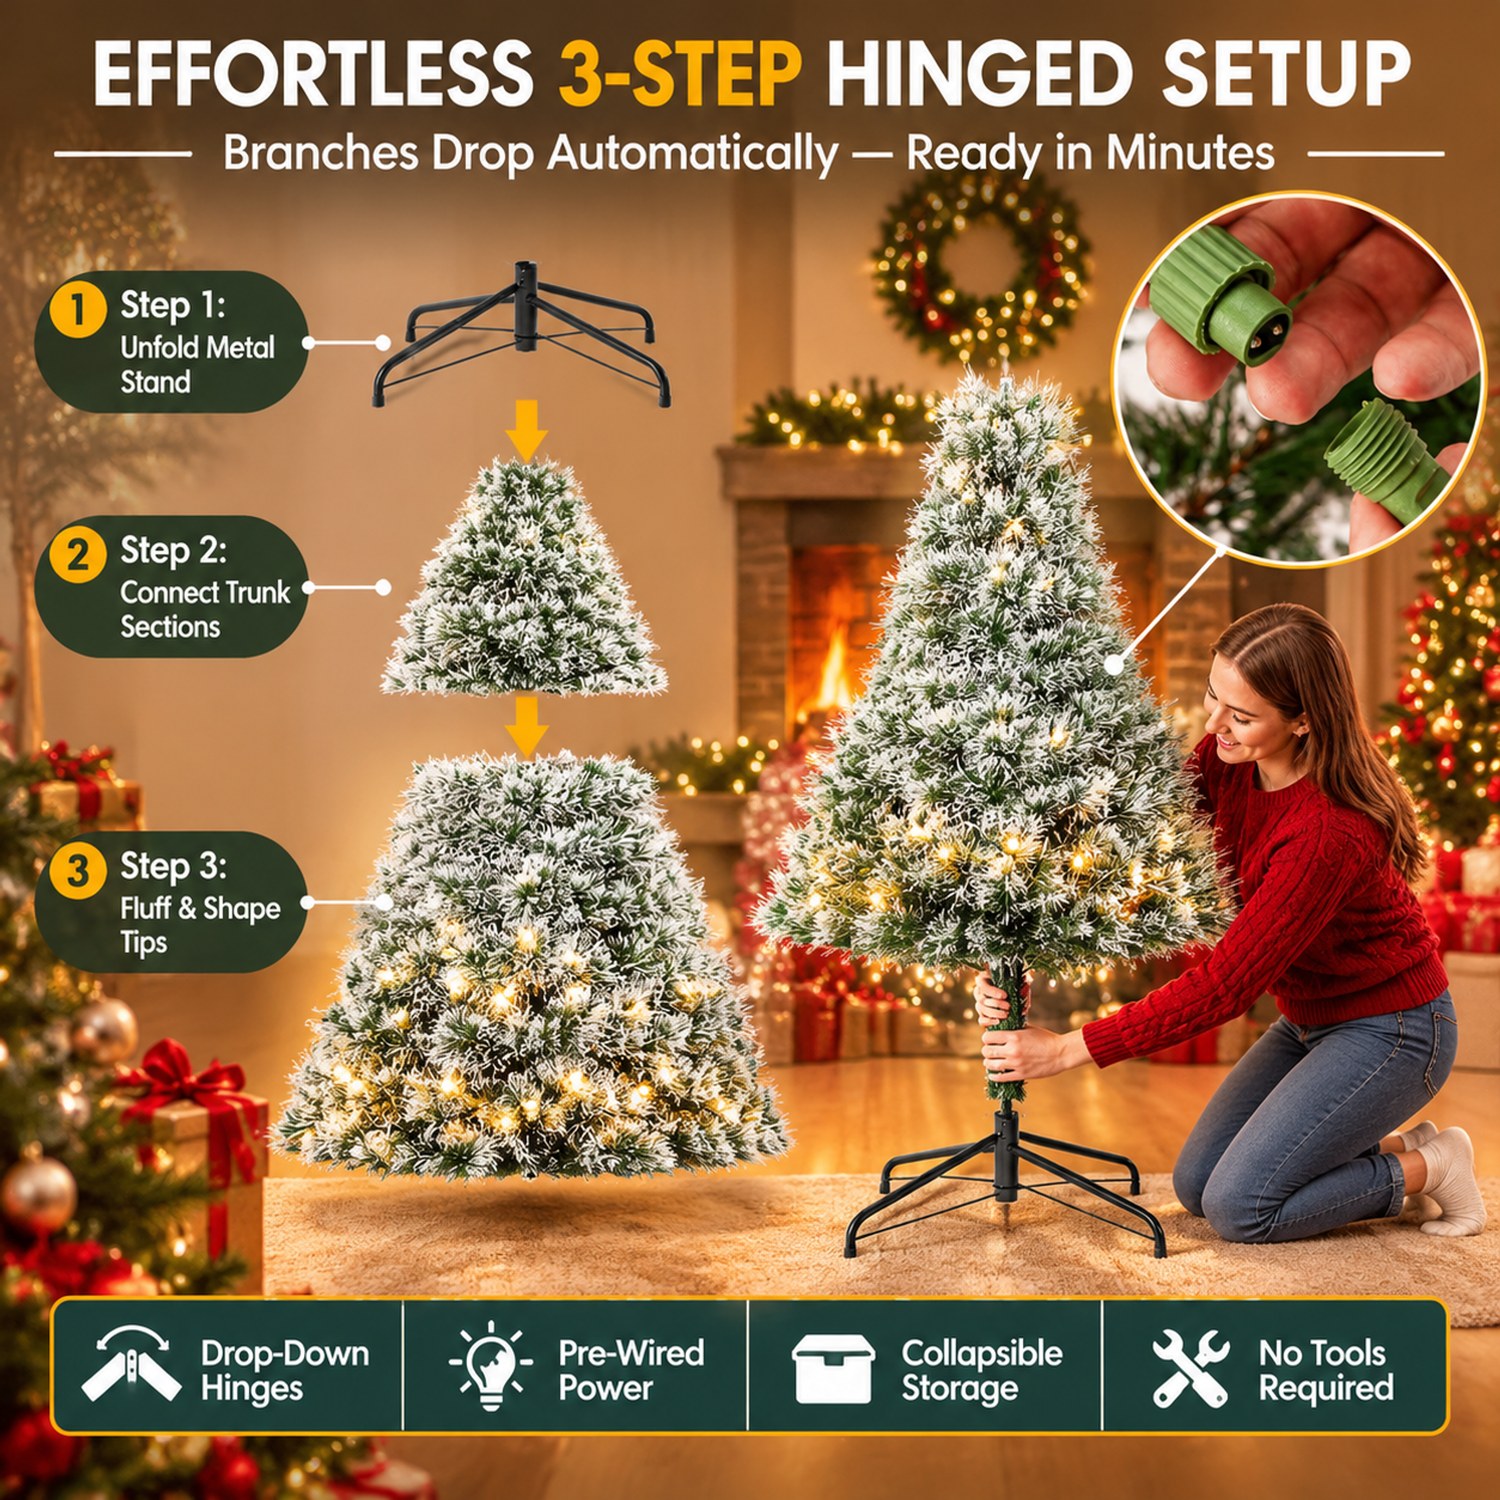 EFFORTLESS 3-STEP HINGED SETUP
Branches Drop Automatically — Ready in Minutes
1
Step 1:
Unfold Metal
Stand
2
Step 2:
Connect Trunk
Sections
3
Step 3:
Fluff & Shape
Tips
Drop-Down
Hinges
Pre-Wired
Power
Collapsible
Storage
No Tools
Required